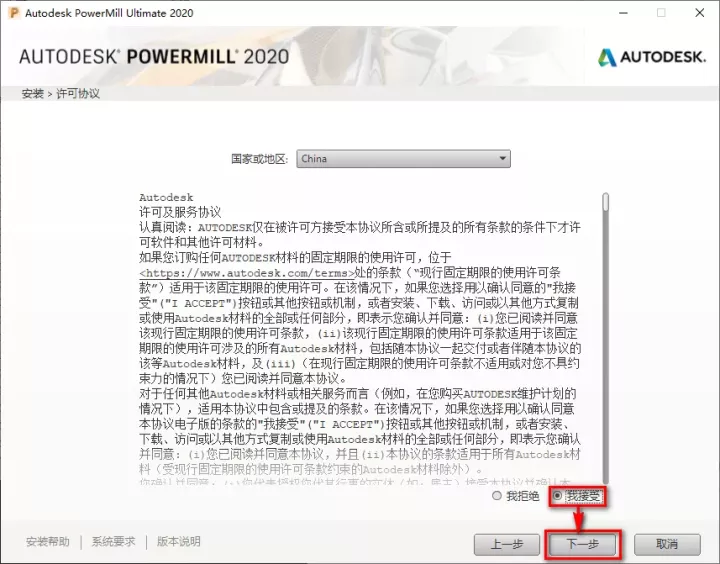 Autodesk PowerMill Ultimate 2020
AUTODESK® POWERMILL® 2020
AUTODESK.
安装 > 许可协议
国家或地区: China
Autodesk
许可及服务协议
认真阅读：AUTODESK仅在被许可方接受本协议所含或所提及的所有条款的条件下才许
可软件和其他许可材料。
如果您订购任何AUTODESK材料的固定期限的使用许可，位于
<https://www.autodesk.com/terms>处的条款（“现行固定期限的使用许可条
款”）适用于该固定期限的使用许可。在该情况下，如果您选择用以确认同意的"我接
受"("I ACCEPT")按钮或其他按钮或机制，或者安装、下载、访问或以其他方式复制
或使用Autodesk材料的全部或任何部分，即表示您确认并同意：(i)您已阅读并同意
该现行固定期限的使用许可条款，(ii)该现行固定期限的使用许可条款适用于该固定
期限的使用许可涉及的所有Autodesk材料，包括随本协议一起交付或者伴随本协议的
该等Autodesk材料，及(iii)（在现行固定期限的使用许可条款不适用或对您不具约
束力的情况下）您已阅读并同意本协议。
对于任何其他Autodesk材料或相关服务而言（例如，在您购买AUTODESK维护计划的
情况下），适用本协议中包含或提及的条款。在该情况下，如果您选择用以确认同意
本协议电子版的条款的"我接受"("I ACCEPT")按钮或其他按钮或机制，或者安装、
下载、访问或以其他方式复制或使用Autodesk材料的全部或任何部分，即表示您确认
并同意：(i)您已阅读并同意本协议，并且(ii)本协议的条款适用于所有Autodesk材
料（受现行固定期限的使用许可条款约束的Autodesk材料除外）。
我拒绝 我接受
安装帮助 系统要求 版本说明 上一步 下一步 取消